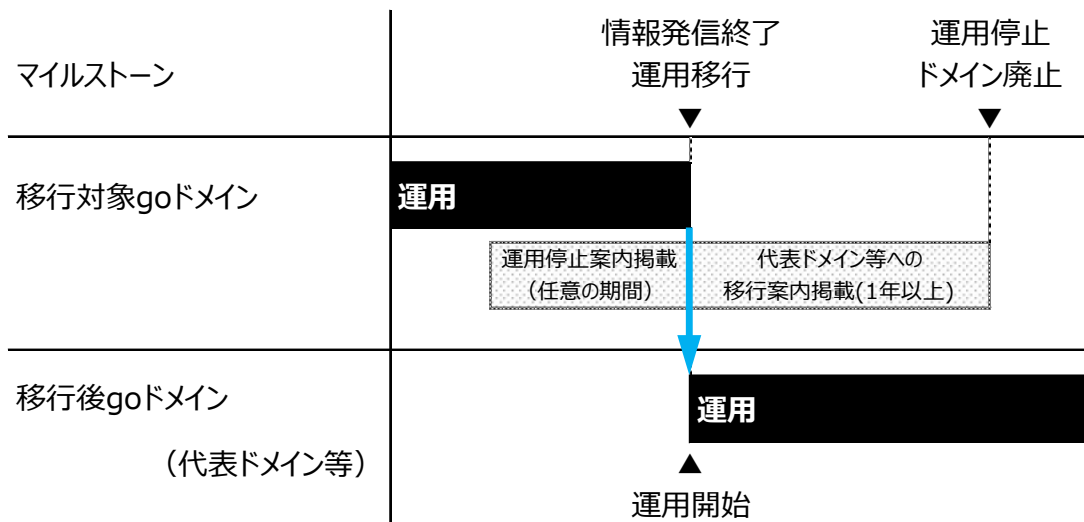 情報発信終了
運用移行
運用停止
ドメイン廃止
マイルストーン
▼
▼
移行対象goドメイン
運用
運用停止案内掲載
（任意の期間）
代表ドメイン等への
移行案内掲載(1年以上)
移行後goドメイン
（代表ドメイン等）
運用
▲
運用開始